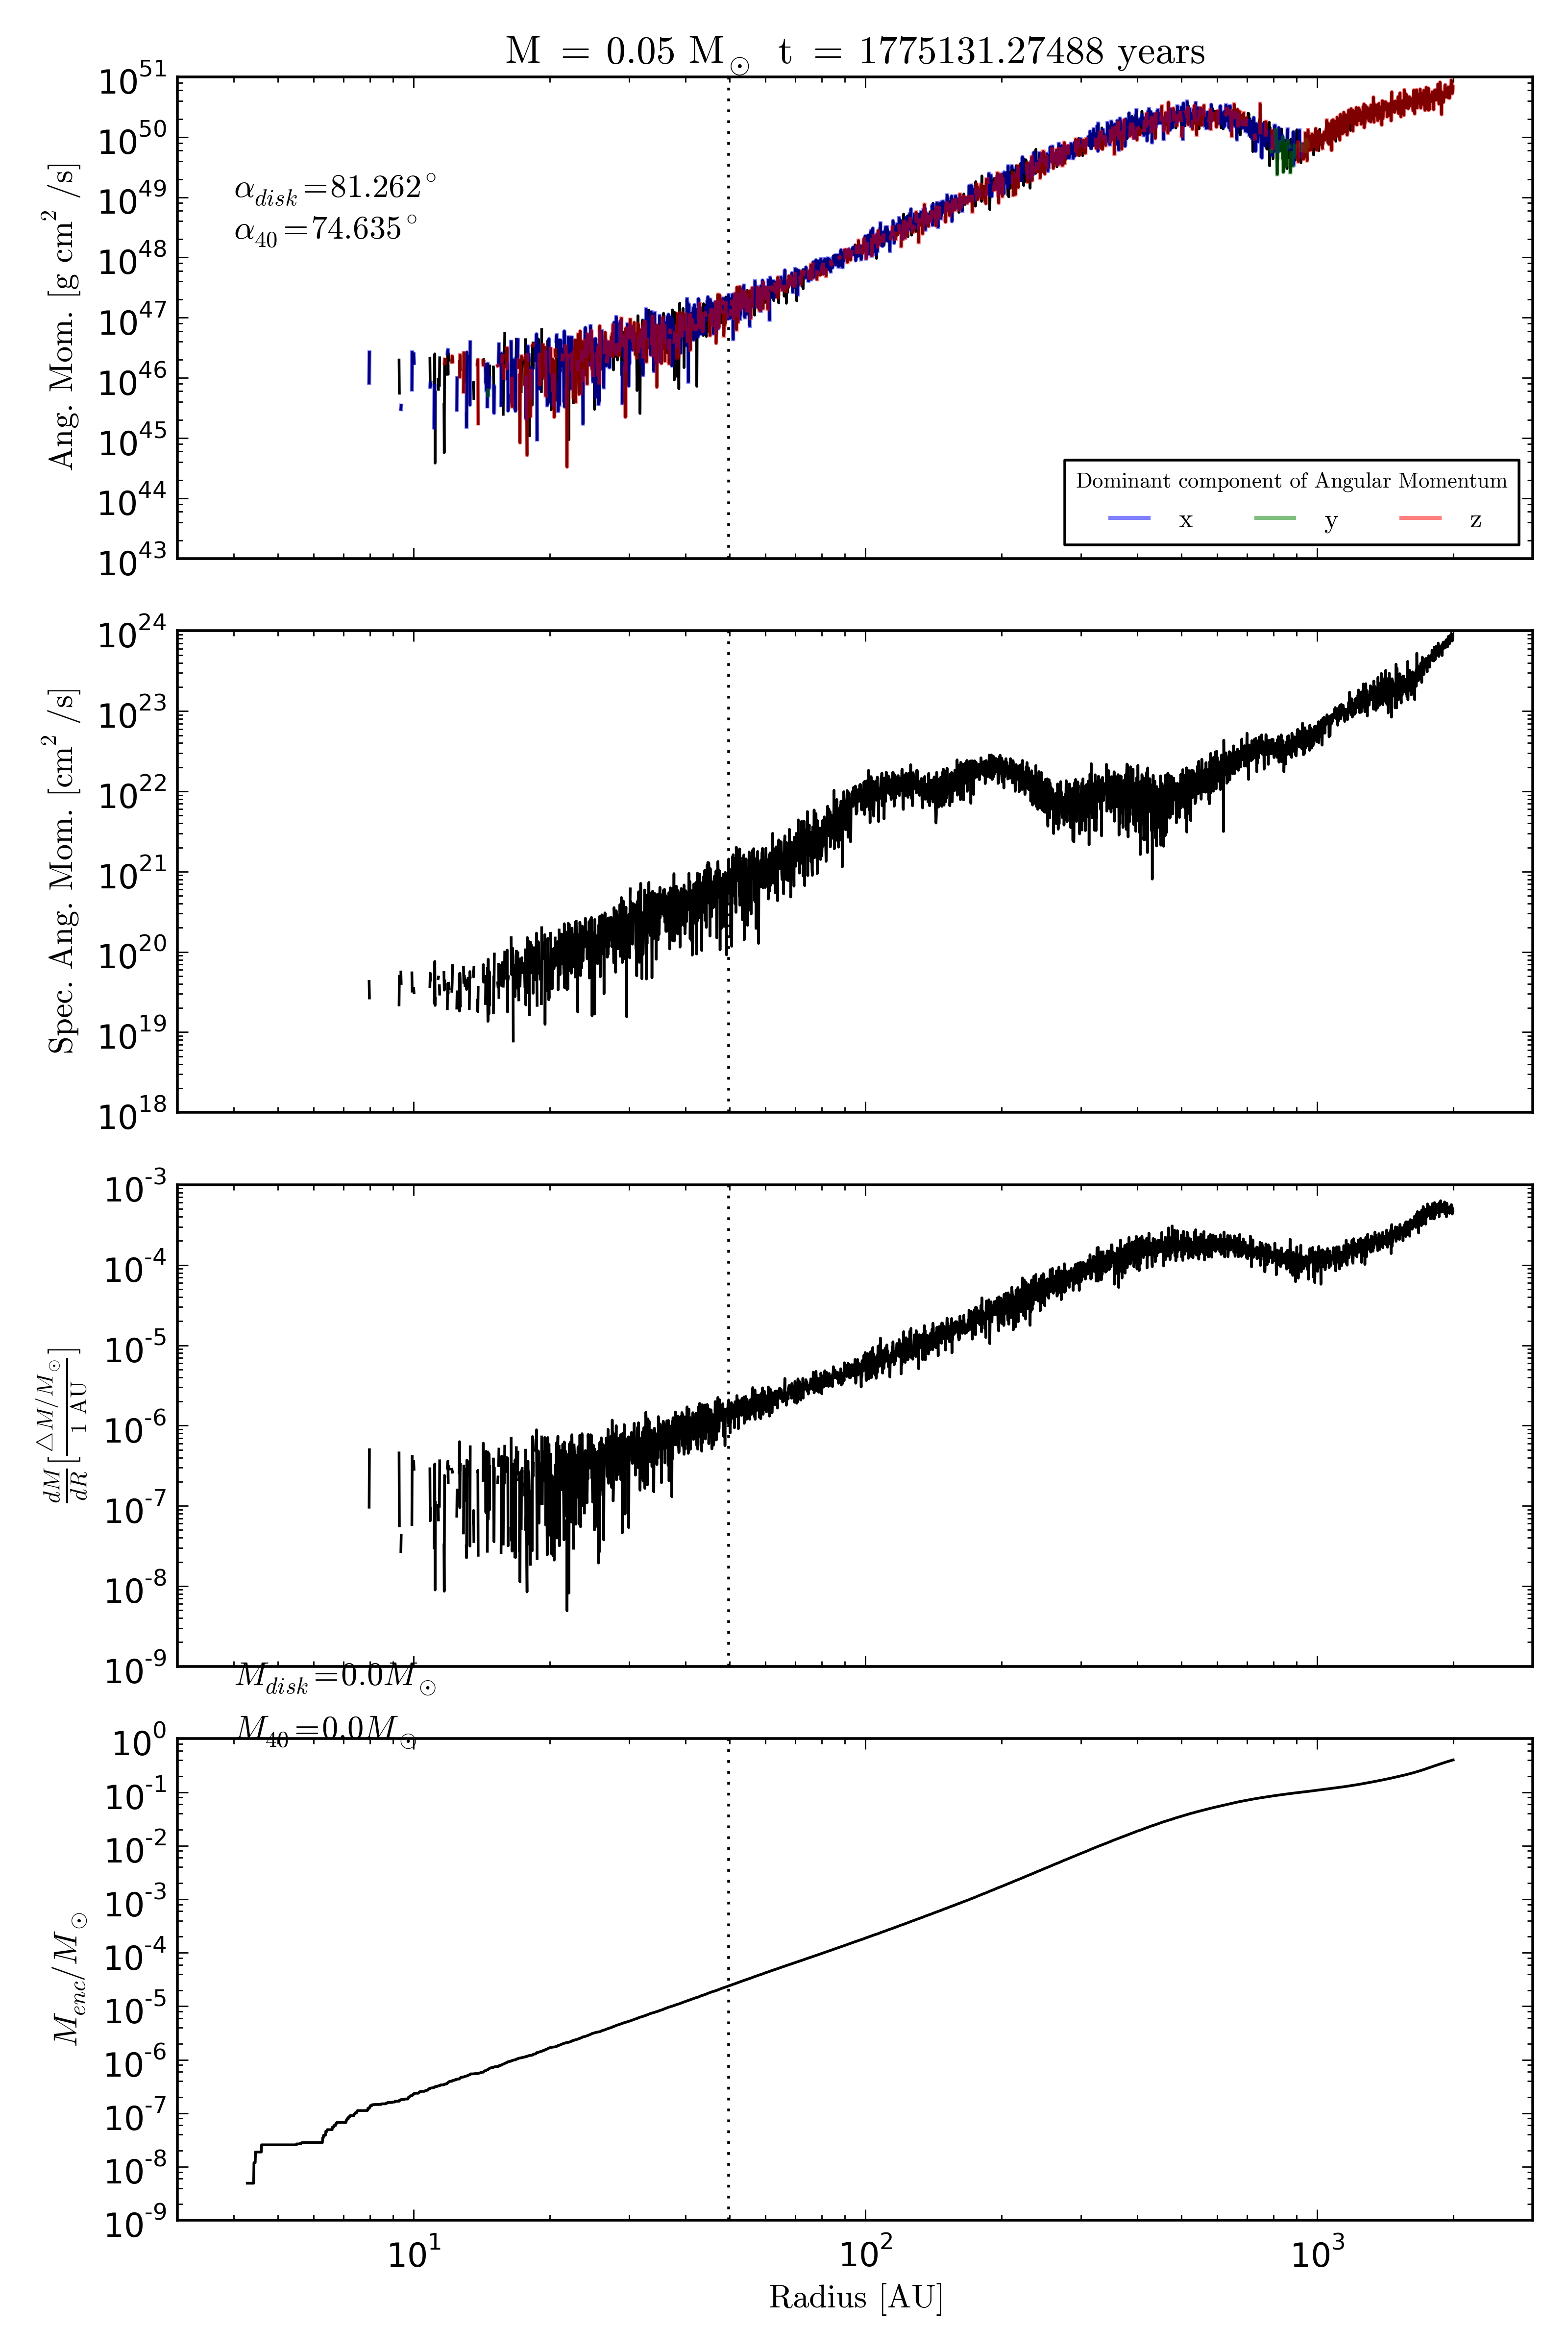 M = 0.05 M⊙ t = 1775131.27488 years
10^51
10^50
10^49
10^48
10^47
10^46
10^45
10^44
10^43
Ang. Mom. [g cm^2 /s]
α_disk=81.262°
α_40=74.635°
Dominant component of Angular Momentum
x y z
10^24
10^23
10^22
10^21
10^20
10^19
10^18
Spec. Ang. Mom. [cm^2 /s]
10^-3
10^-4
10^-5
10^-6
10^-7
10^-8
10^-9
dM/dR [△M/M⊙ / 1 AU]
M_disk=0.0M⊙
M_40=0.0M⊙
10^0
10^-1
10^-2
10^-3
10^-4
10^-5
10^-6
10^-7
10^-8
10^-9
M_enc/M⊙
10^1 10^2 10^3
Radius [AU]